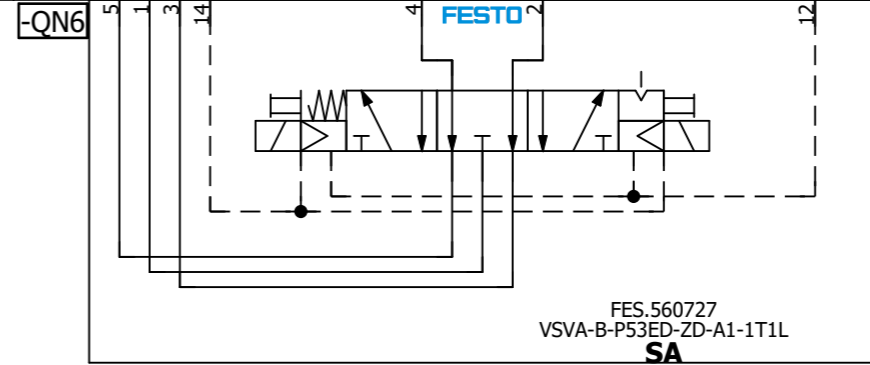 -QN6
5
1
3
14
4
FESTO
2
12
FES.560727
VSVA-B-P53ED-ZD-A1-1T1L
SA